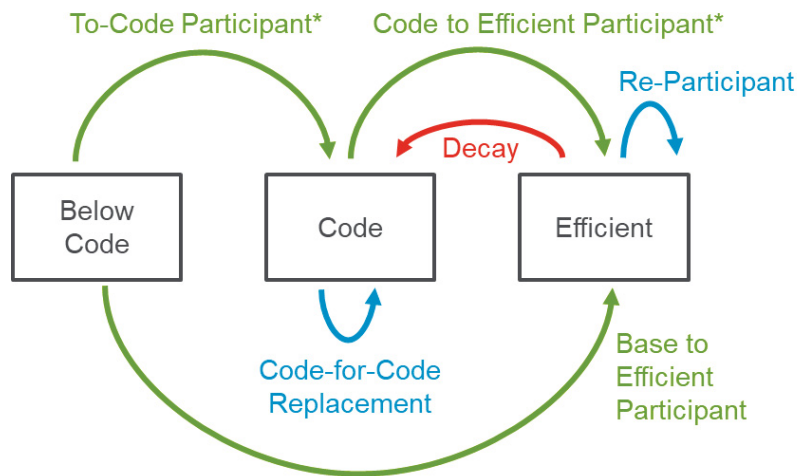 To-Code Participant*
Code to Efficient Participant*
Re-Participant
Decay
Below
Code
Code
Efficient
Code-for-Code
Replacement
Base to
Efficient
Participant